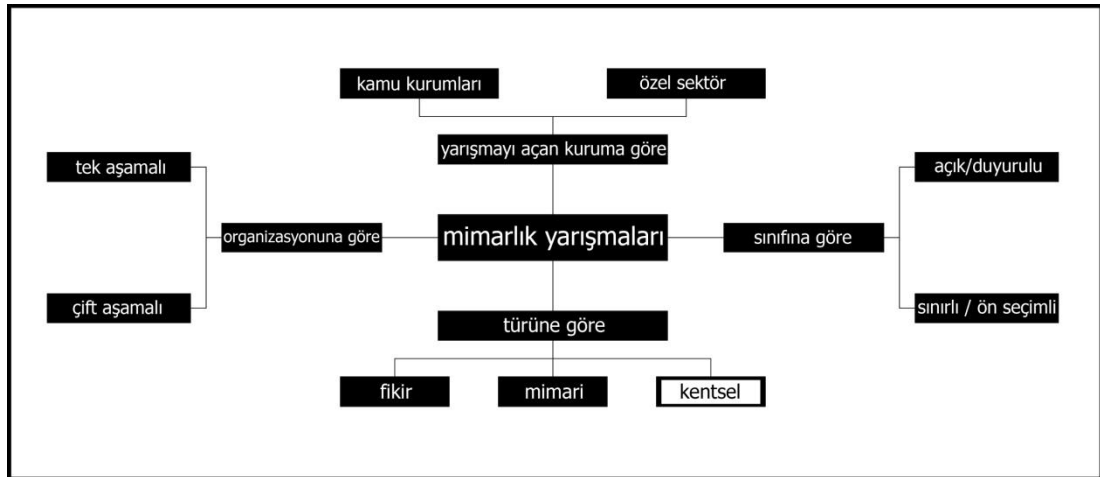 kamu kurumları
özel sektör
yarışmayı açan kuruma göre
tek aşamalı
açık/duyurulu
organizasyonuna göre
mimarlık yarışmaları
sınıfına göre
çift aşamalı
sınırlı / ön seçimli
türüne göre
fikir
mimari
kentsel